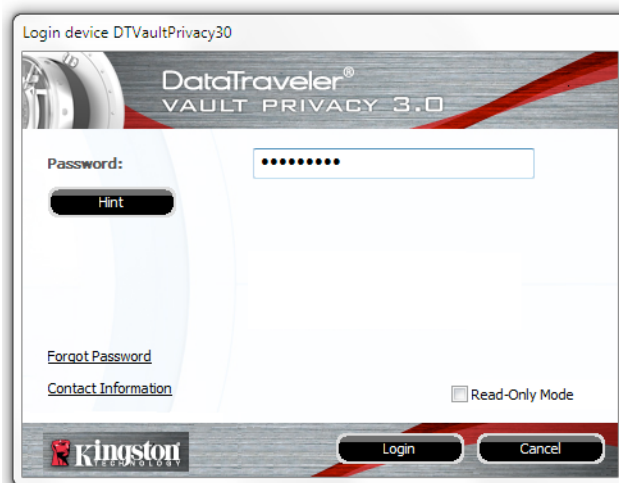 Login device DTVaultPrivacy30
DataTraveler®
VAULT PRIVACY 3.0
Password: •••••••••
Hint
Forgot Password
Contact Information
Read-Only Mode
Kingston
TECHNOLOGY
Login
Cancel